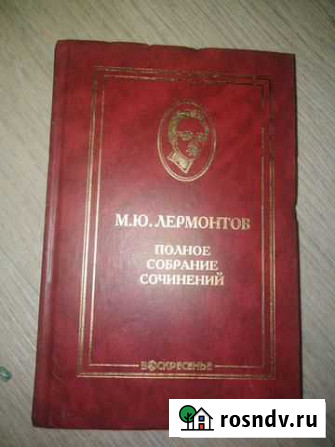 М.Ю. ЛЕРМОНТОВ
ПОЛНОЕ
СОБРАНИЕ
СОЧИНЕНИЙ
ВОСКРЕСЕНЬЕ
rosndv.ru